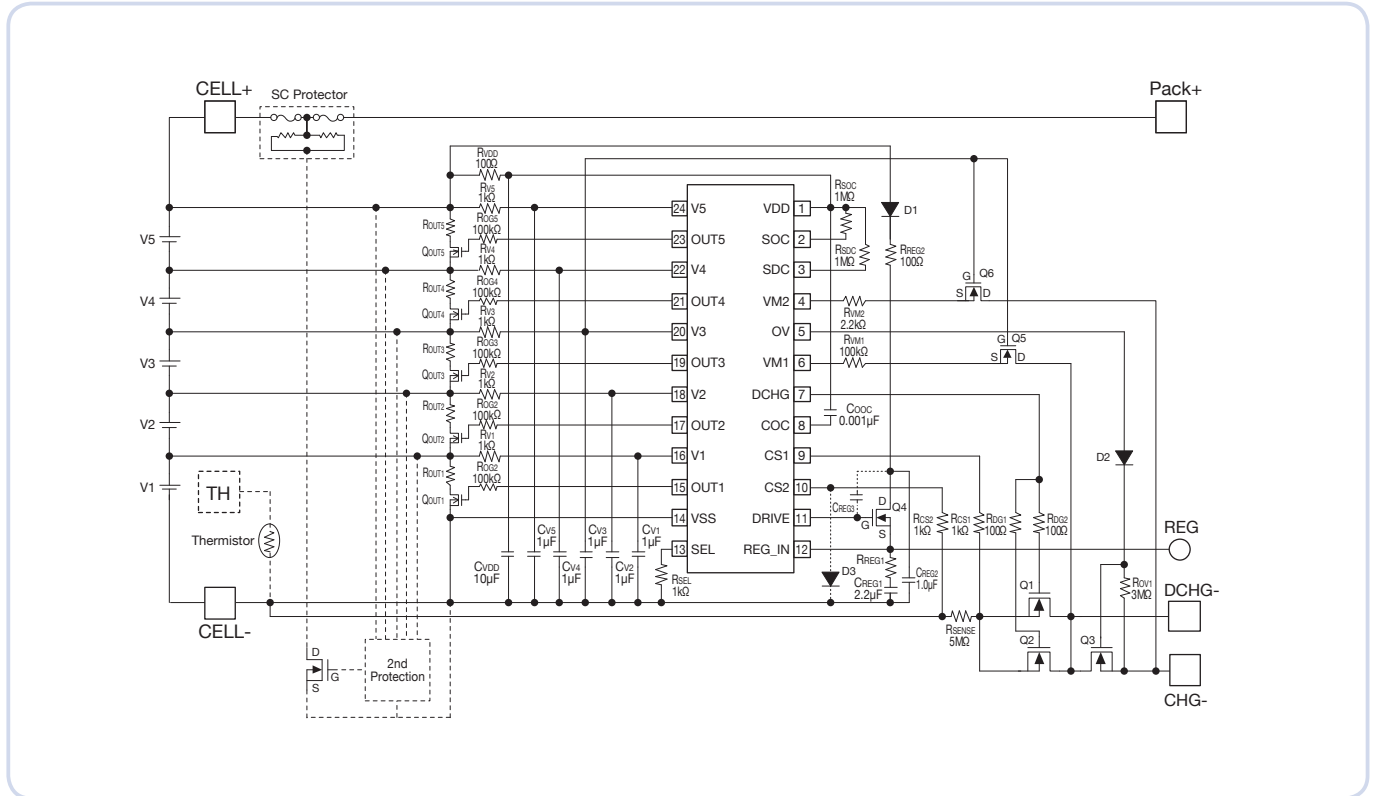 CELL+
SC Protector
Pack+
RVDD
100Ω
RV5
1kΩ
ROUT5
ROG5
100kΩ
QOUT5
RV4
1kΩ
ROUT4
ROG4
100kΩ
QOUT4
RV3
1kΩ
ROUT3
ROG3
100kΩ
QOUT3
RV2
1kΩ
ROUT2
ROG2
100kΩ
QOUT2
RV1
1kΩ
ROUT1
ROG2
100kΩ
QOUT1
V5
V4
V3
V2
V1
TH
Thermistor
CELL-
D
G
S
2nd
Protection
24 V5
23 OUT5
22 V4
21 OUT4
20 V3
19 OUT3
18 V2
17 OUT2
16 V1
15 OUT1
14 VSS
13 SEL
VDD 1
SOC 2
SDC 3
VM2 4
OV 5
VM1 6
DCHG 7
COC 8
CS1 9
CS2 10
DRIVE 11
REG_IN 12
CVDD
10µF
CV5
1µF
CV4
1µF
CV3
1µF
CV2
1µF
CV1
1µF
RSEL
1kΩ
RSOC
1MΩ
RSDC
1MΩ
D1
RREG2
100Ω
RVM2
2.2kΩ
RVM1
100kΩ
G Q6
S D
G Q5
S D
COOC
0.001µF
D2
CREG3
D
Q4
G
S
D3
RREG1
CREG1
2.2µF
CREG2
1.0µF
RCS2
1kΩ
RCS1
1kΩ
RDG1
100Ω
RDG2
100Ω
RSENSE
5MΩ
Q1
Q2
Q3
ROV1
3MΩ
REG
DCHG-
CHG-